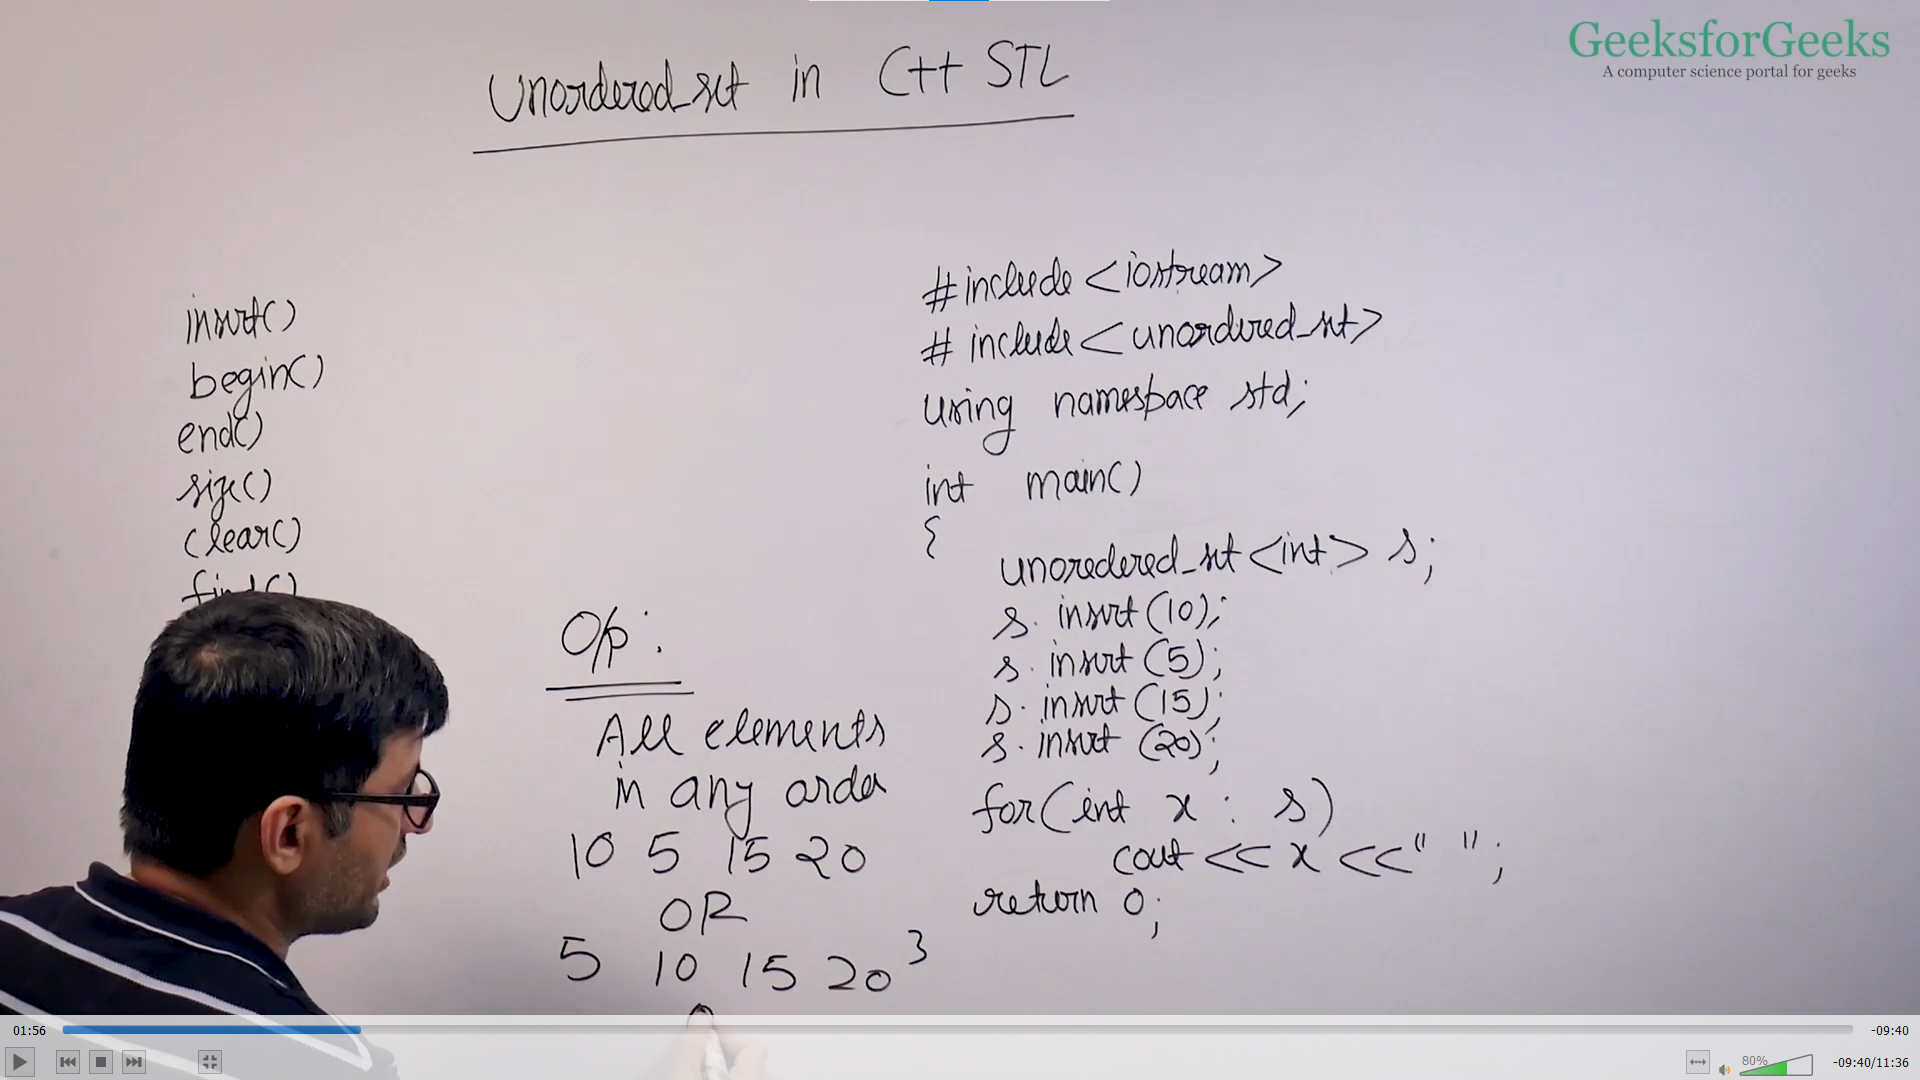 GeeksforGeeks
A computer science portal for geeks
Unordered_set in C++ STL
insert()
begin()
end()
size()
clear()
find()
O/p:
All elements
in any order
10 5 15 20
OR
5 10 15 20
#include <iostream>
# include <unordered_set>
using namespace std;
int main()
{
unoredered_set <int> s;
s. insert (10);
s. insert (5);
s. insert (15);
s. insert (20);
for (int x : s)
cout << x << " ";
return 0;
}
01:56
-09:40
80%
-09:40/11:36